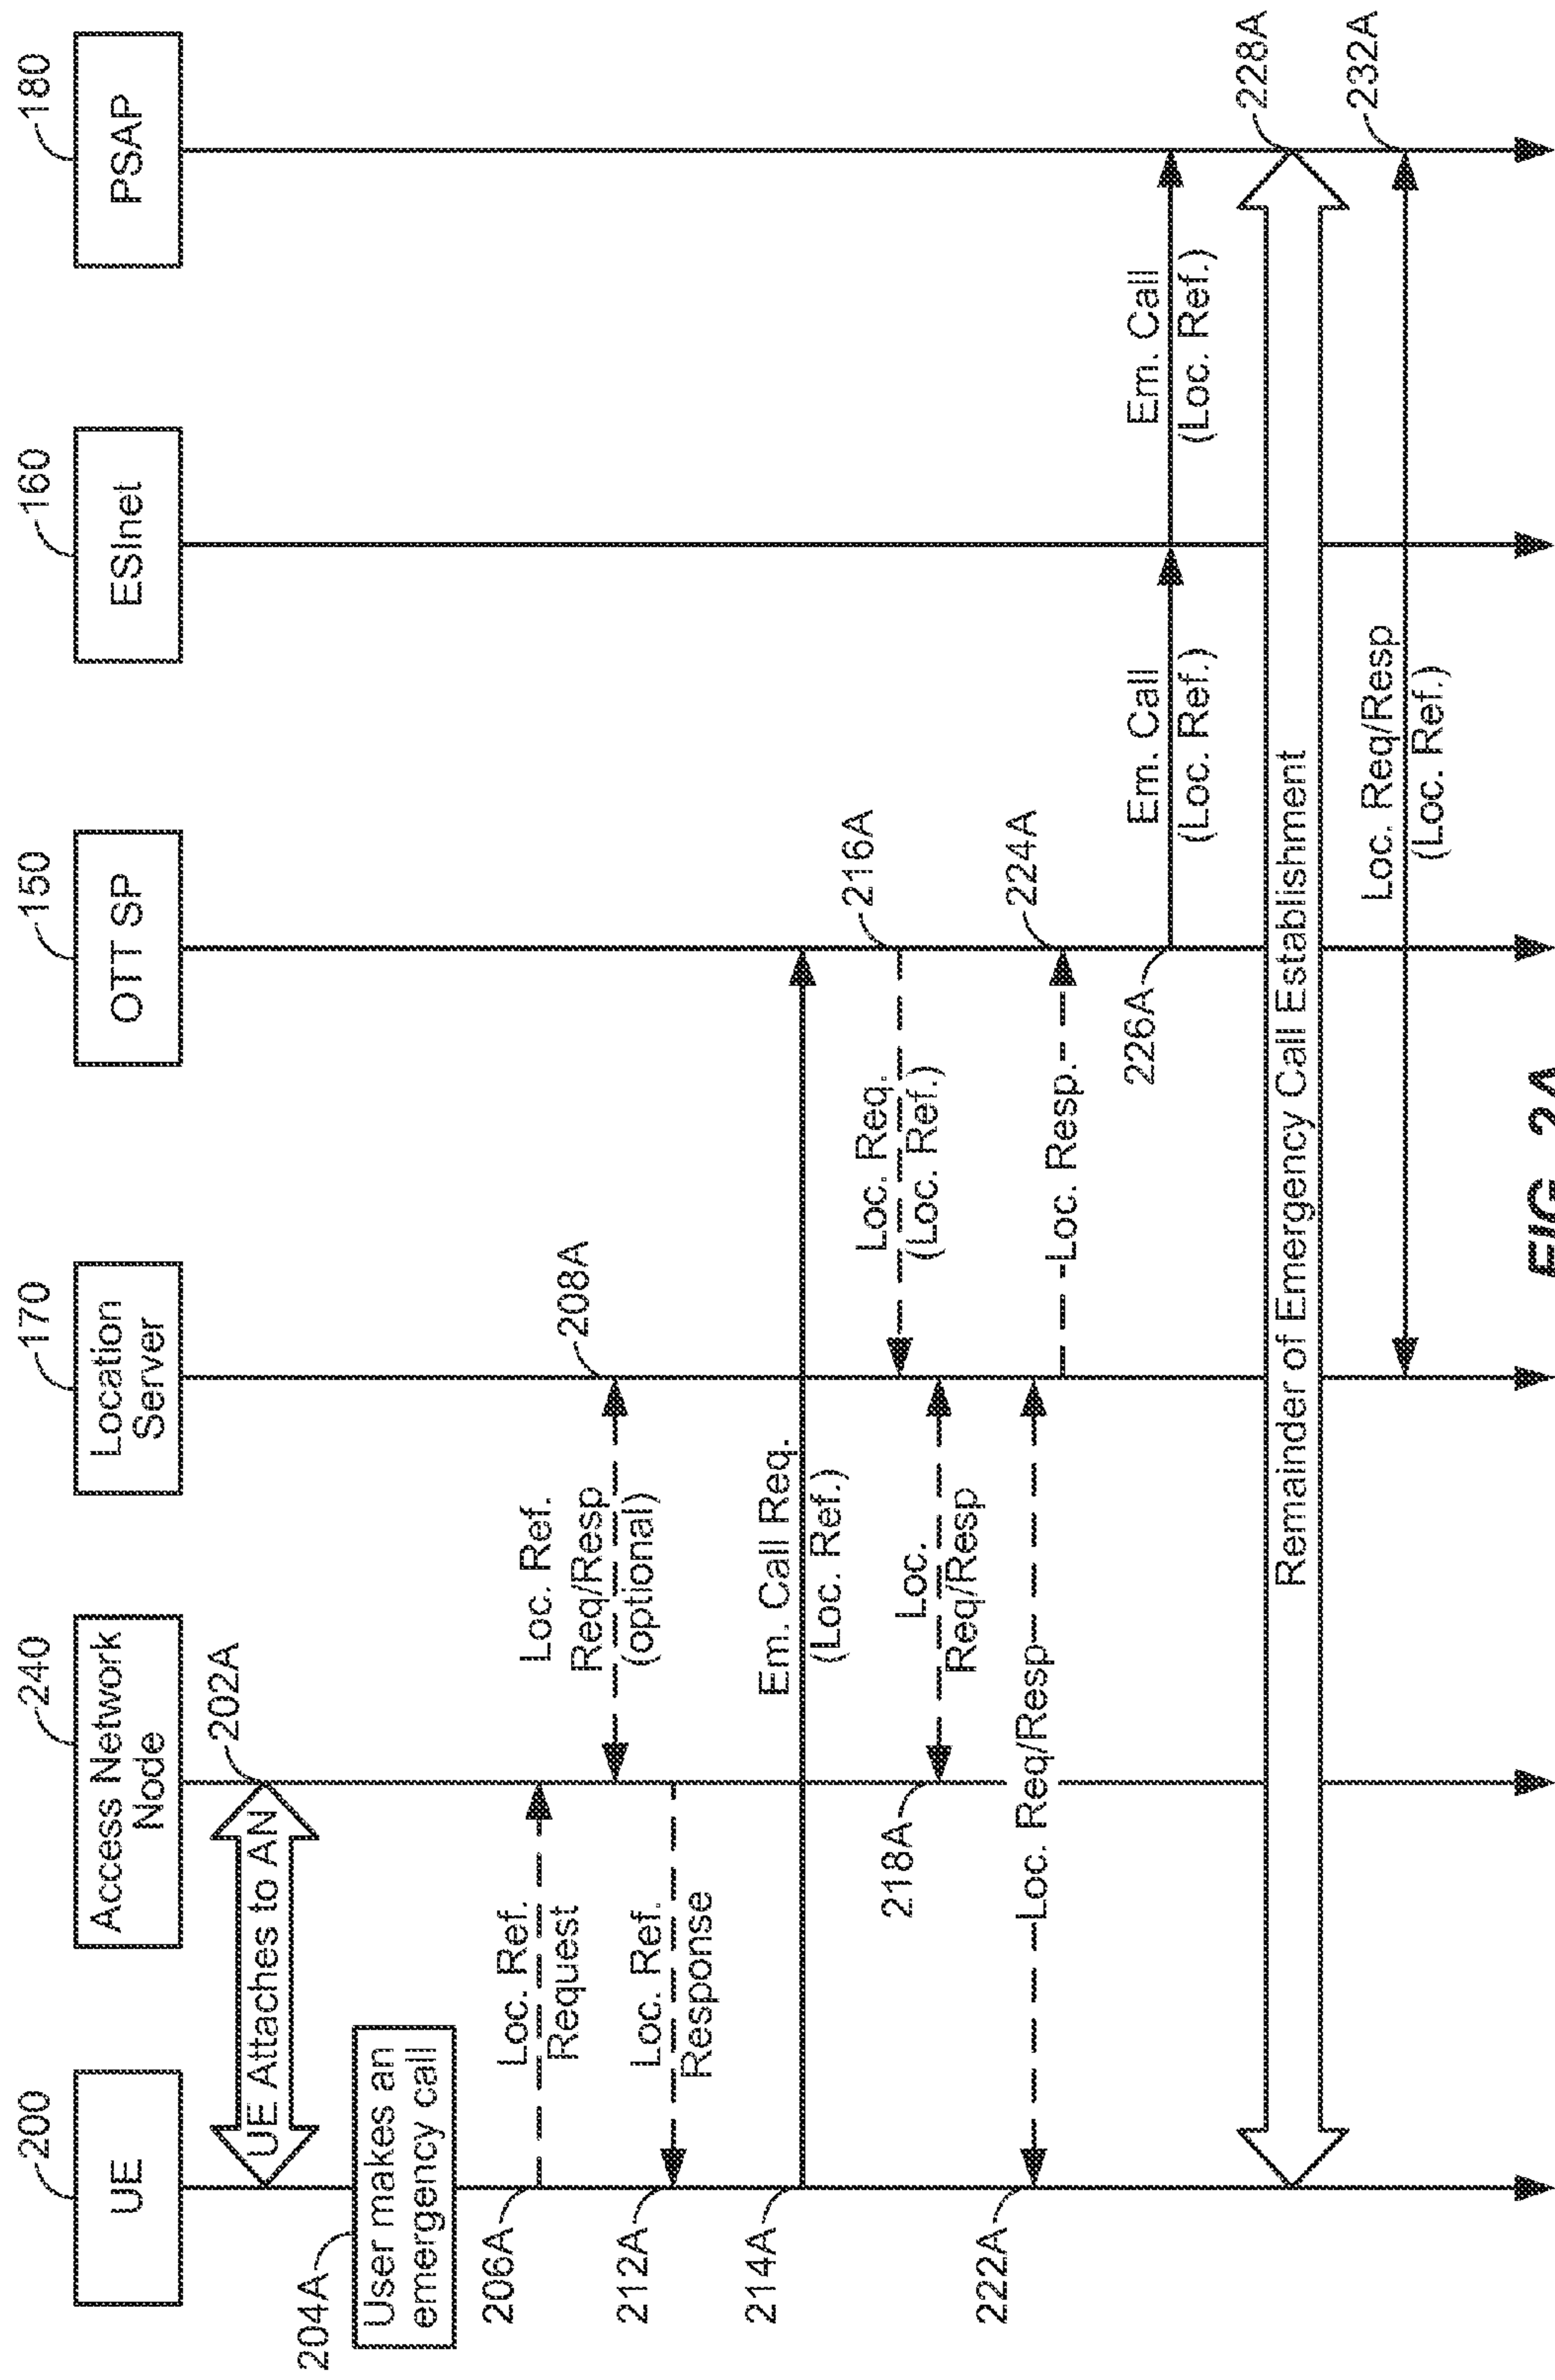 200
UE
240
Access Network
Node
170
Location
Server
150
OTT SP
160
ESInet
180
PSAP
202A
UE Attaches to AN
204A
User makes an
emergency call
206A
Loc. Ref.
Request
208A
Loc. Ref.
Req/Resp
(optional)
212A
Loc. Ref.
Response
214A
Em. Call Req.
(Loc. Ref.)
216A
Loc. Req.
(Loc. Ref.)
218A
Loc.
Req/Resp
222A
Loc. Req/Resp
224A
Loc. Resp.
226A
Em. Call
(Loc. Ref.)
Em. Call
(Loc. Ref.)
228A
Remainder of Emergency Call Establishment
232A
Loc. Req/Resp
(Loc. Ref.)
FIG. 2A